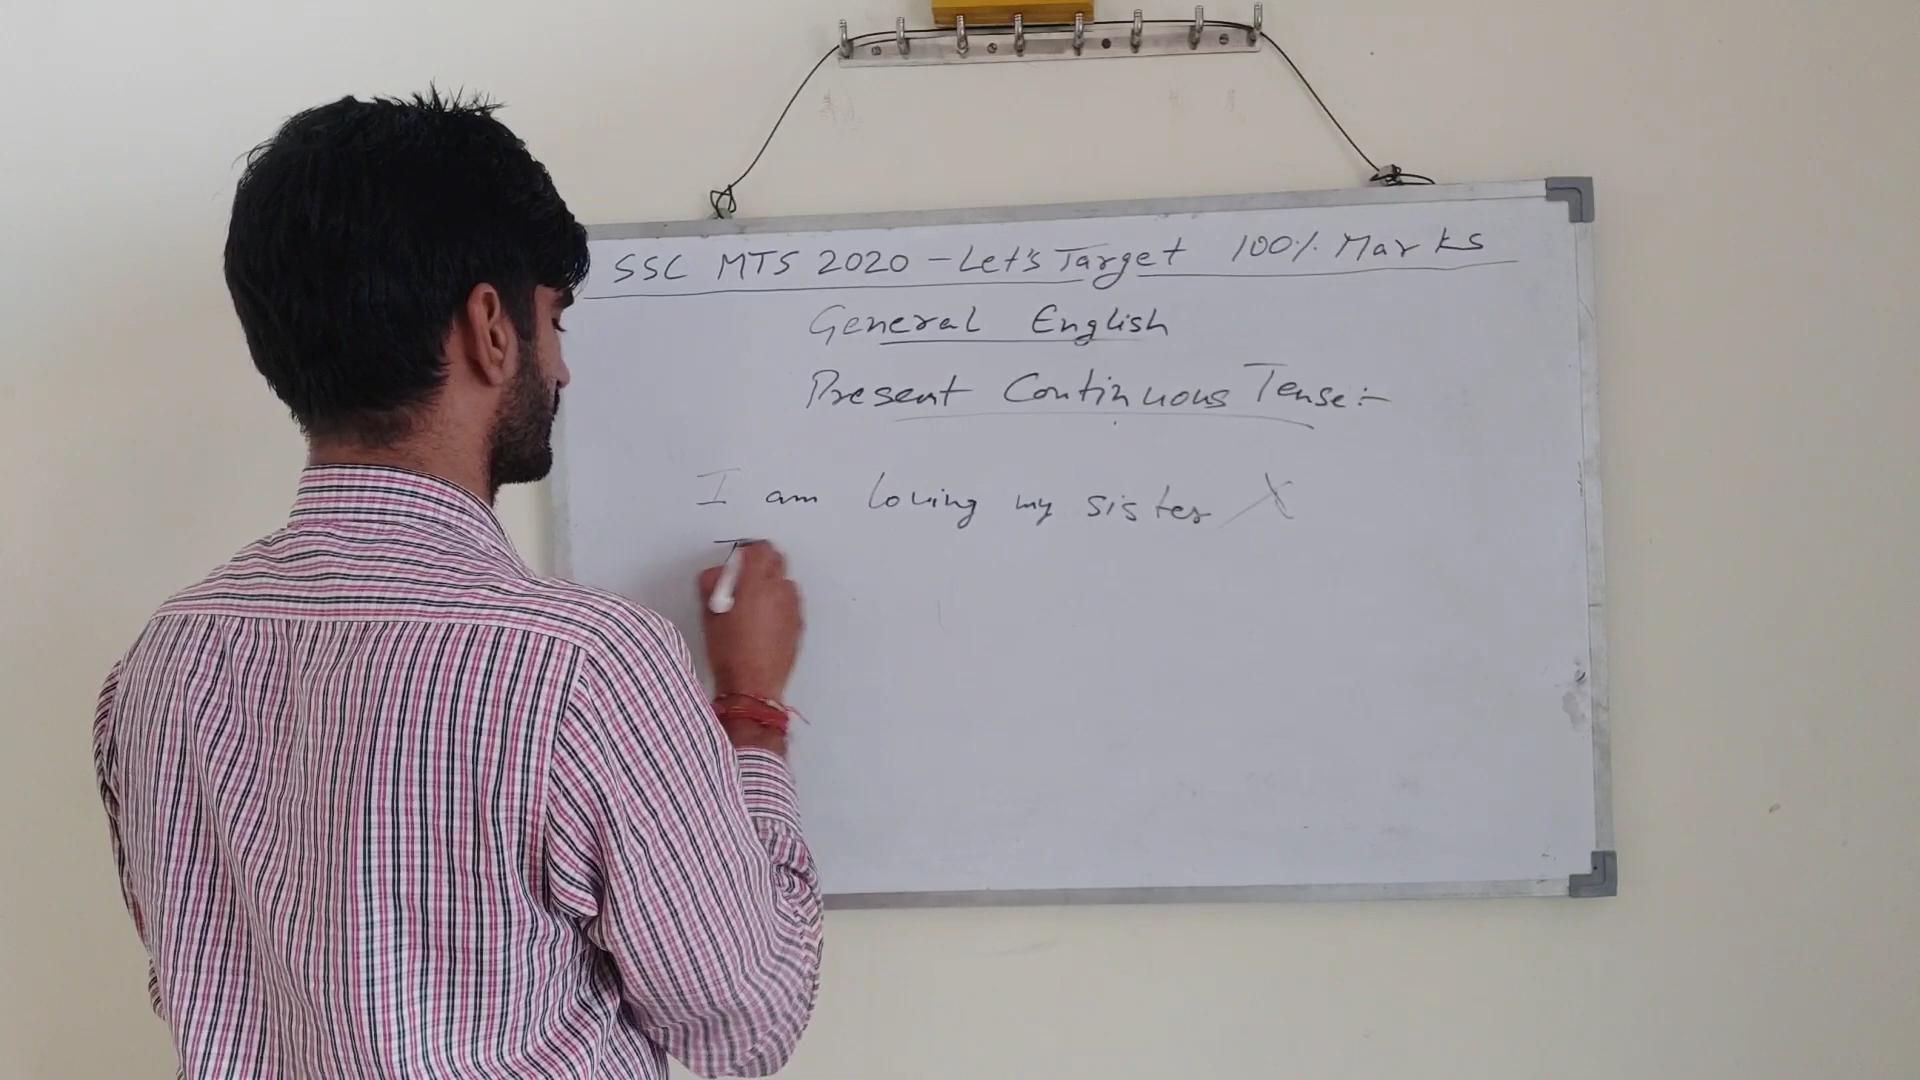 SSC MTS 2020 - Let's Target 100% Marks
General English
Present Continuous Tense :-
I am loving my sister X
I